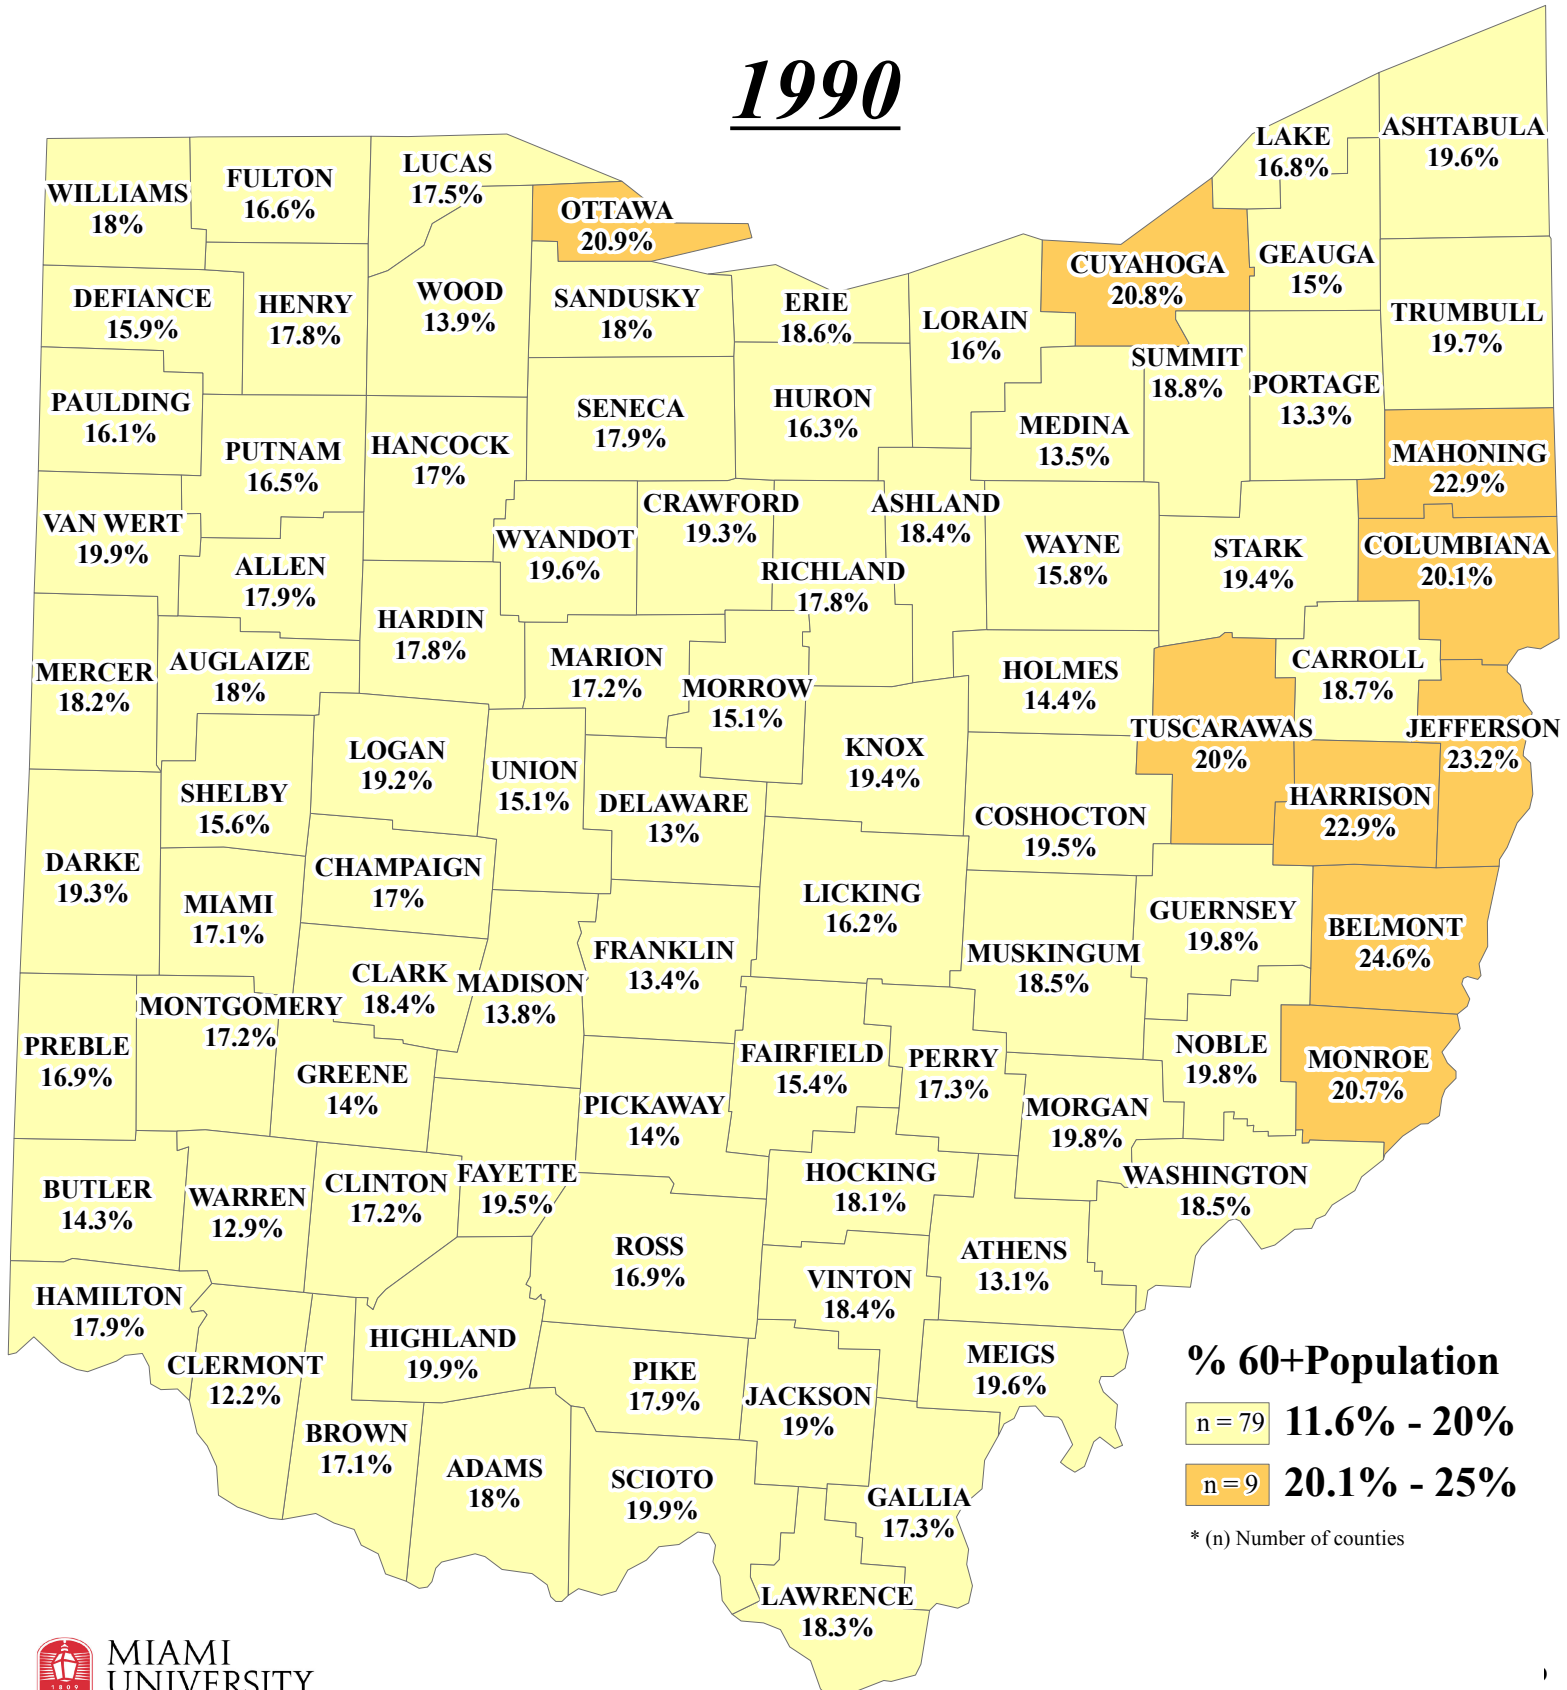 1990
LAKE
16.8%
ASHTABULA
19.6%
WILLIAMS
18%
FULTON
16.6%
LUCAS
17.5%
OTTAWA
20.9%
CUYAHOGA
20.8%
GEAUGA
15%
DEFIANCE
15.9%
HENRY
17.8%
WOOD
13.9%
SANDUSKY
18%
ERIE
18.6%
LORAIN
16%
TRUMBULL
19.7%
SUMMIT
18.8%
PORTAGE
13.3%
PAULDING
16.1%
PUTNAM
16.5%
HANCOCK
17%
SENECA
17.9%
HURON
16.3%
MEDINA
13.5%
MAHONING
22.9%
VAN WERT
19.9%
ALLEN
17.9%
WYANDOT
19.6%
CRAWFORD
19.3%
RICHLAND
17.8%
ASHLAND
18.4%
WAYNE
15.8%
STARK
19.4%
COLUMBIANA
20.1%
MERCER
18.2%
AUGLAIZE
18%
HARDIN
17.8%
MARION
17.2%
MORROW
15.1%
HOLMES
14.4%
CARROLL
18.7%
TUSCARAWAS
20%
JEFFERSON
23.2%
LOGAN
19.2%
UNION
15.1%
KNOX
19.4%
SHELBY
15.6%
DELAWARE
13%
COSHOCTON
19.5%
HARRISON
22.9%
DARKE
19.3%
CHAMPAIGN
17%
MIAMI
17.1%
LICKING
16.2%
GUERNSEY
19.8%
BELMONT
24.6%
FRANKLIN
13.4%
MUSKINGUM
18.5%
CLARK
18.4%
MADISON
13.8%
MONTGOMERY
17.2%
PREBLE
16.9%
GREENE
14%
FAIRFIELD
15.4%
PERRY
17.3%
NOBLE
19.8%
MONROE
20.7%
PICKAWAY
14%
MORGAN
19.8%
BUTLER
14.3%
WARREN
12.9%
CLINTON
17.2%
FAYETTE
19.5%
HOCKING
18.1%
WASHINGTON
18.5%
ROSS
16.9%
ATHENS
13.1%
VINTON
18.4%
HAMILTON
17.9%
HIGHLAND
19.9%
CLERMONT
12.2%
PIKE
17.9%
JACKSON
19%
MEIGS
19.6%
BROWN
17.1%
ADAMS
18%
SCIOTO
19.9%
GALLIA
17.3%
LAWRENCE
18.3%
% 60+Population
n = 79 11.6% - 20%
n = 9 20.1% - 25%
* (n) Number of counties
1809
MIAMI
UNIVERSITY